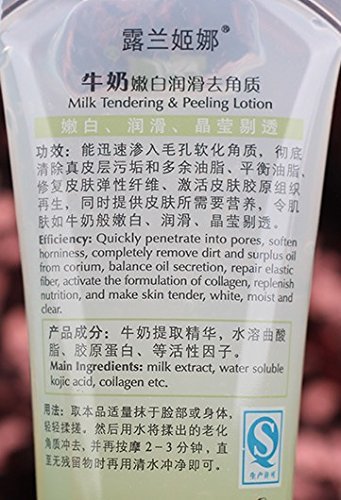 露兰姬娜®
牛奶嫩白润滑去角质
Milk Tendering & Peeling Lotion
嫩白、润滑、晶莹剔透
功效：能迅速渗入毛孔软化角质，彻底
清除真皮层污垢和多余油脂、平衡油脂、
修复皮肤弹性纤维、激活皮肤胶原组织
再生，同时提供皮肤所需要营养，令肌
肤如牛奶般嫩白、润滑、晶莹剔透。
Efficiency: Quickly penetrate into pores, soften
horniness, completely remove dirt and surplus oil
from corium, balance oil secretion, repair elastic
fiber, activate the formulation of collagen, replenish
nutrition, and make skin tender, white, moist and
clear.
产品成分：牛奶提取精华，水溶曲酸
脂、胶原蛋白、等活性因子。
Main Ingredients: milk extract, water soluble
kojic acid, collagen etc.
用法：取本品适量抹于脸部或身体，
轻轻揉搓。然后用水将揉出的老化
角质冲去，并再按摩2-3分钟，直
至无残留物时再用清水冲净即可。
QS
生产许可